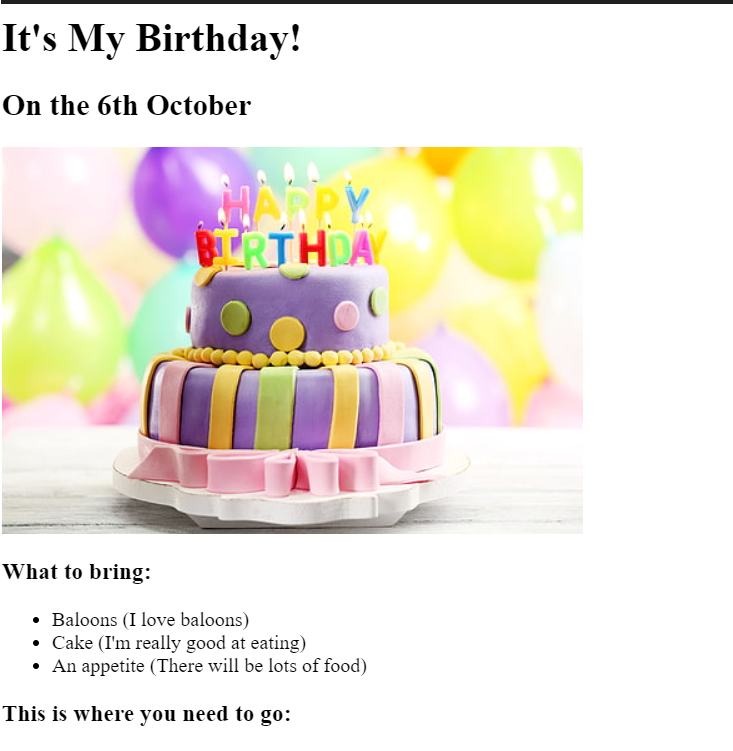 It's My Birthday!
On the 6th October
HAPPY
BIRTHDAY
What to bring:
Baloons (I love baloons)
Cake (I'm really good at eating)
An appetite (There will be lots of food)
This is where you need to go: